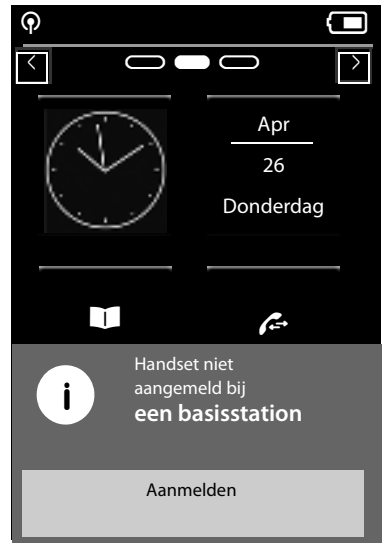 Apr
26
Donderdag
Handset niet
aangemeld bij
een basisstation
Aanmelden